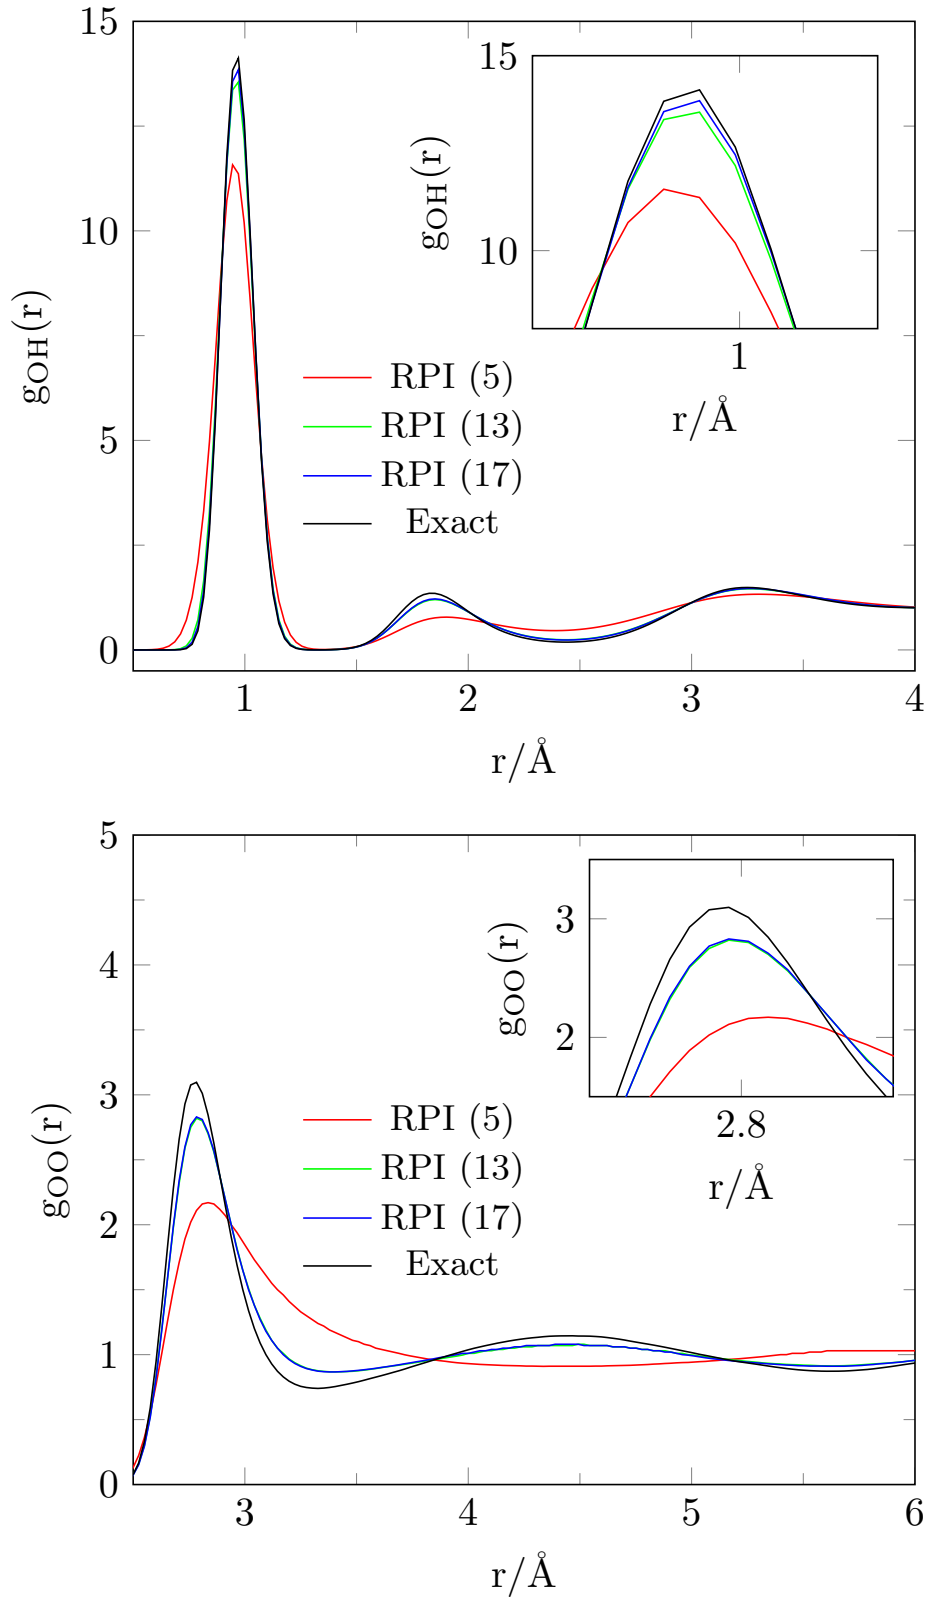 15
10
5
0
gOH(r)
1
2
3
4
r/Å
RPI (5)
RPI (13)
RPI (17)
Exact
15
10
gOH(r)
1
r/Å
5
4
3
2
1
0
gOO(r)
3
4
5
6
r/Å
RPI (5)
RPI (13)
RPI (17)
Exact
3
2
gOO(r)
2.8
r/Å